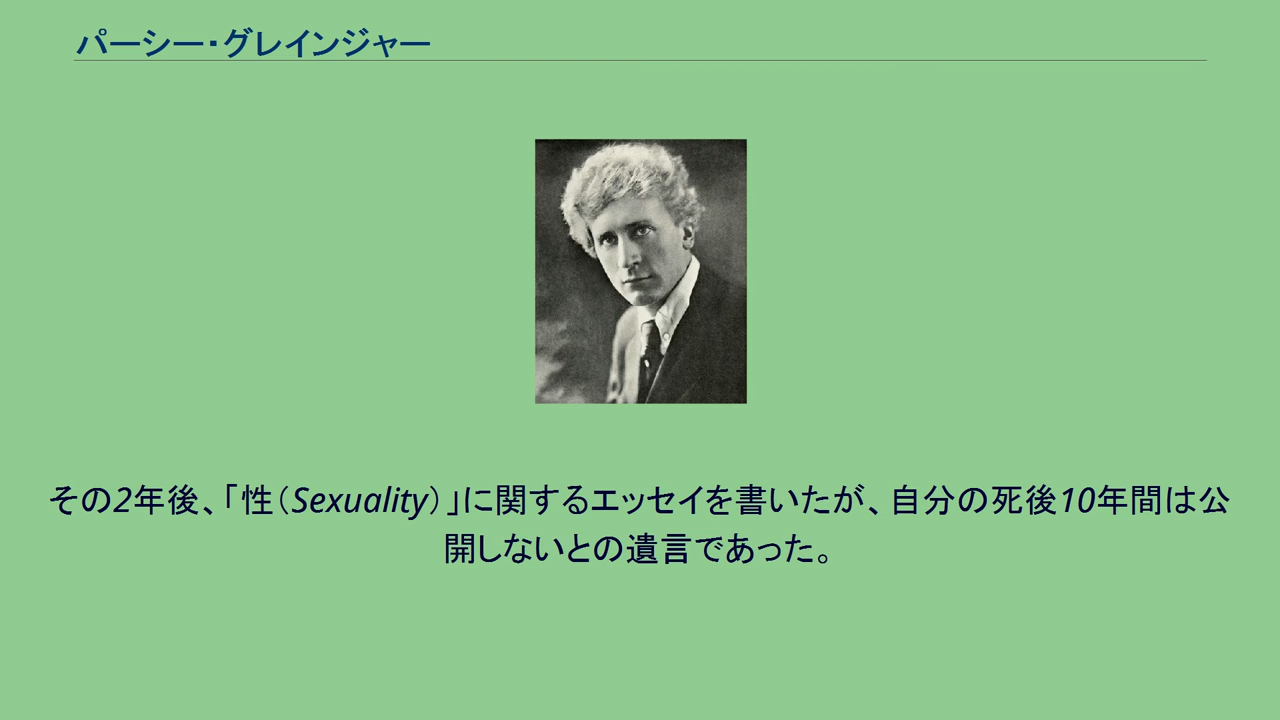 パーシー・グレインジャー
その2年後、「性（Sexuality）」に関するエッセイを書いたが、自分の死後10年間は公
開しないとの遺言であった。